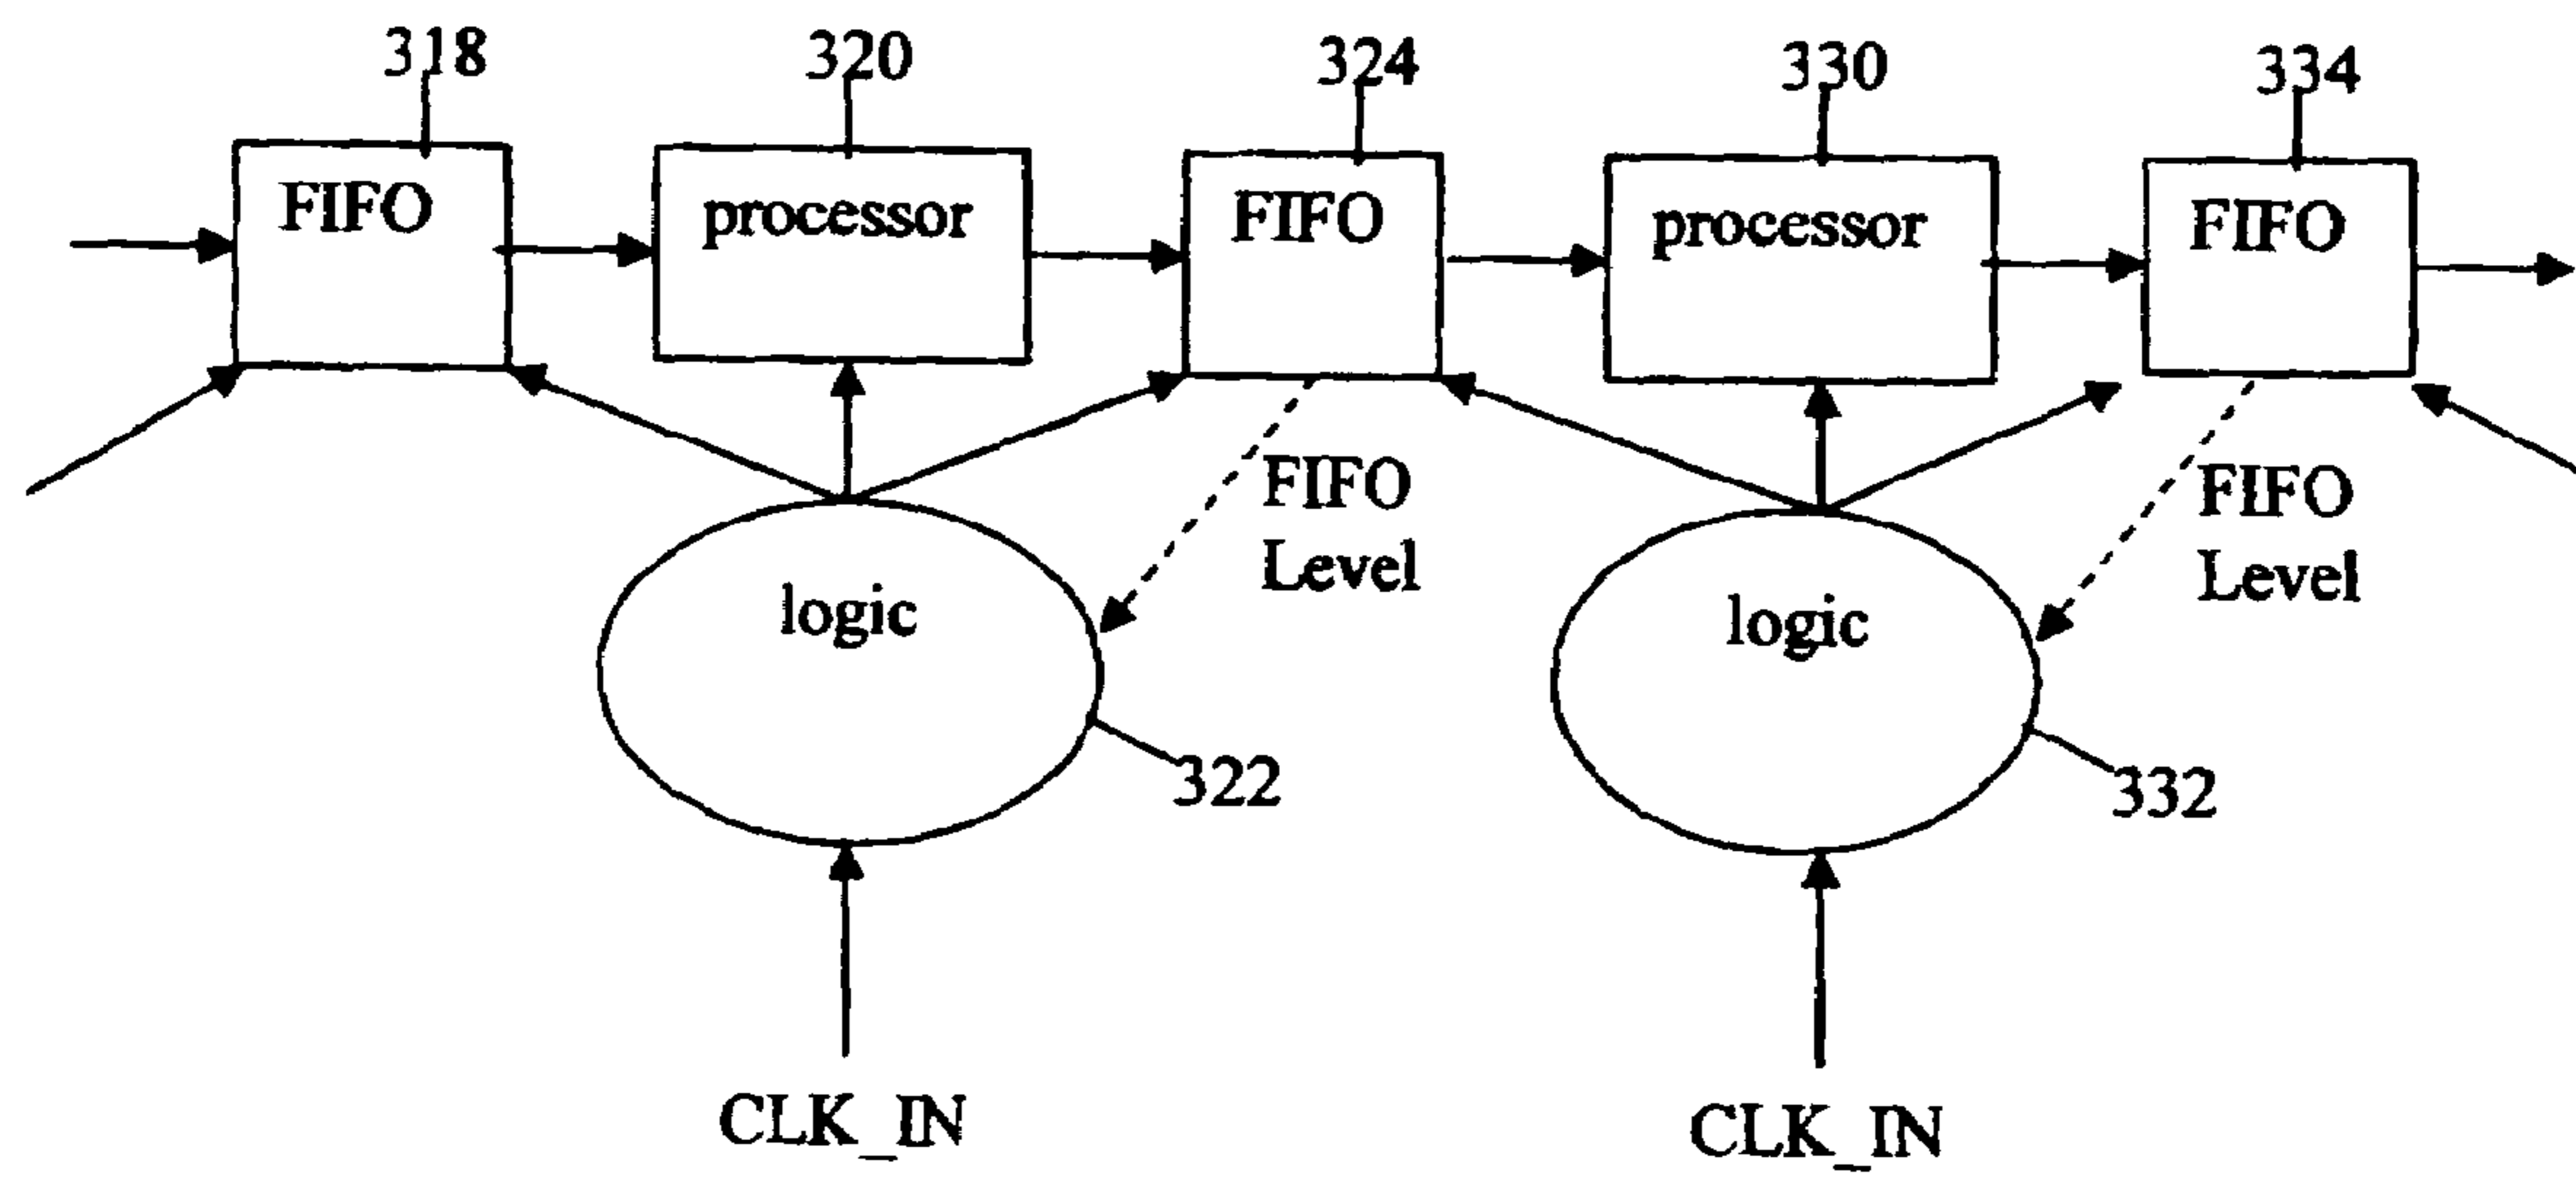 318
320
324
330
334
FIFO
processor
FIFO
processor
FIFO
FIFO
Level
FIFO
Level
logic
logic
322
332
CLK_IN
CLK_IN